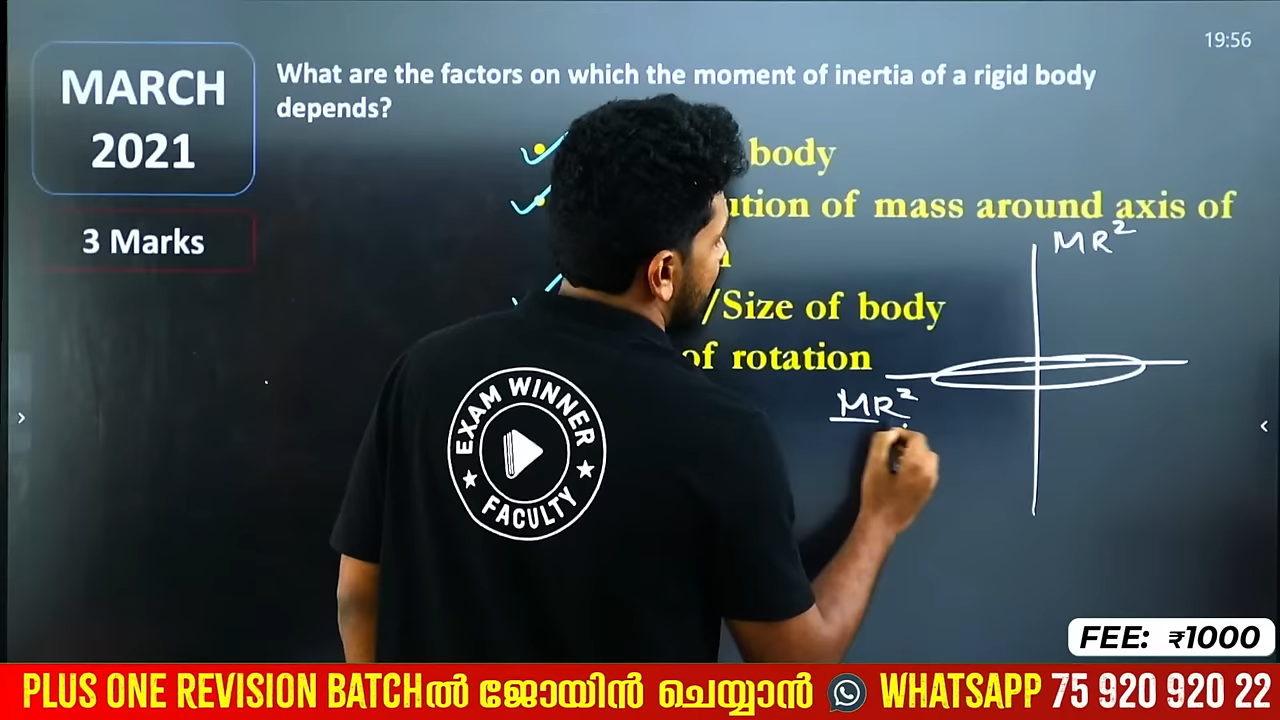 19:56
MARCH
2021
3 Marks
What are the factors on which the moment of inertia of a rigid body
depends?
body
of mass around axis of
MR²
/Size of body
of rotation
MR²
EXAM WINNER
FACULTY
FEE: ₹1000
PLUS ONE REVISION BATCHൽ ജോയിൻ ചെയ്യാൻ WHATSAPP 75 920 920 22